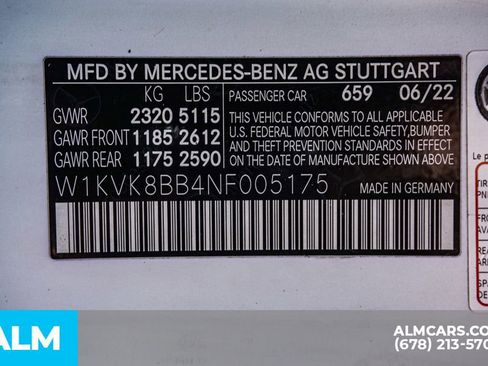 MFD BY MERCEDES-BENZ AG STUTTGART
KG LBS
PASSENGER CAR 659 06/22
GVWR 2320 5115
GAWR FRONT 1185 2612
GAWR REAR 1175 2590
THIS VEHICLE CONFORMS TO ALL APPLICABLE
U.S. FEDERAL MOTOR VEHICLE SAFETY, BUMPER
AND THEFT PREVENTION STANDARDS IN EFFECT
ON THE DATE OF MANUFACTURE SHOWN ABOVE.
W1KVK8BB4NF005175
MADE IN GERMANY
Le p
ALM
ALMCARS.CO
(678) 213-570